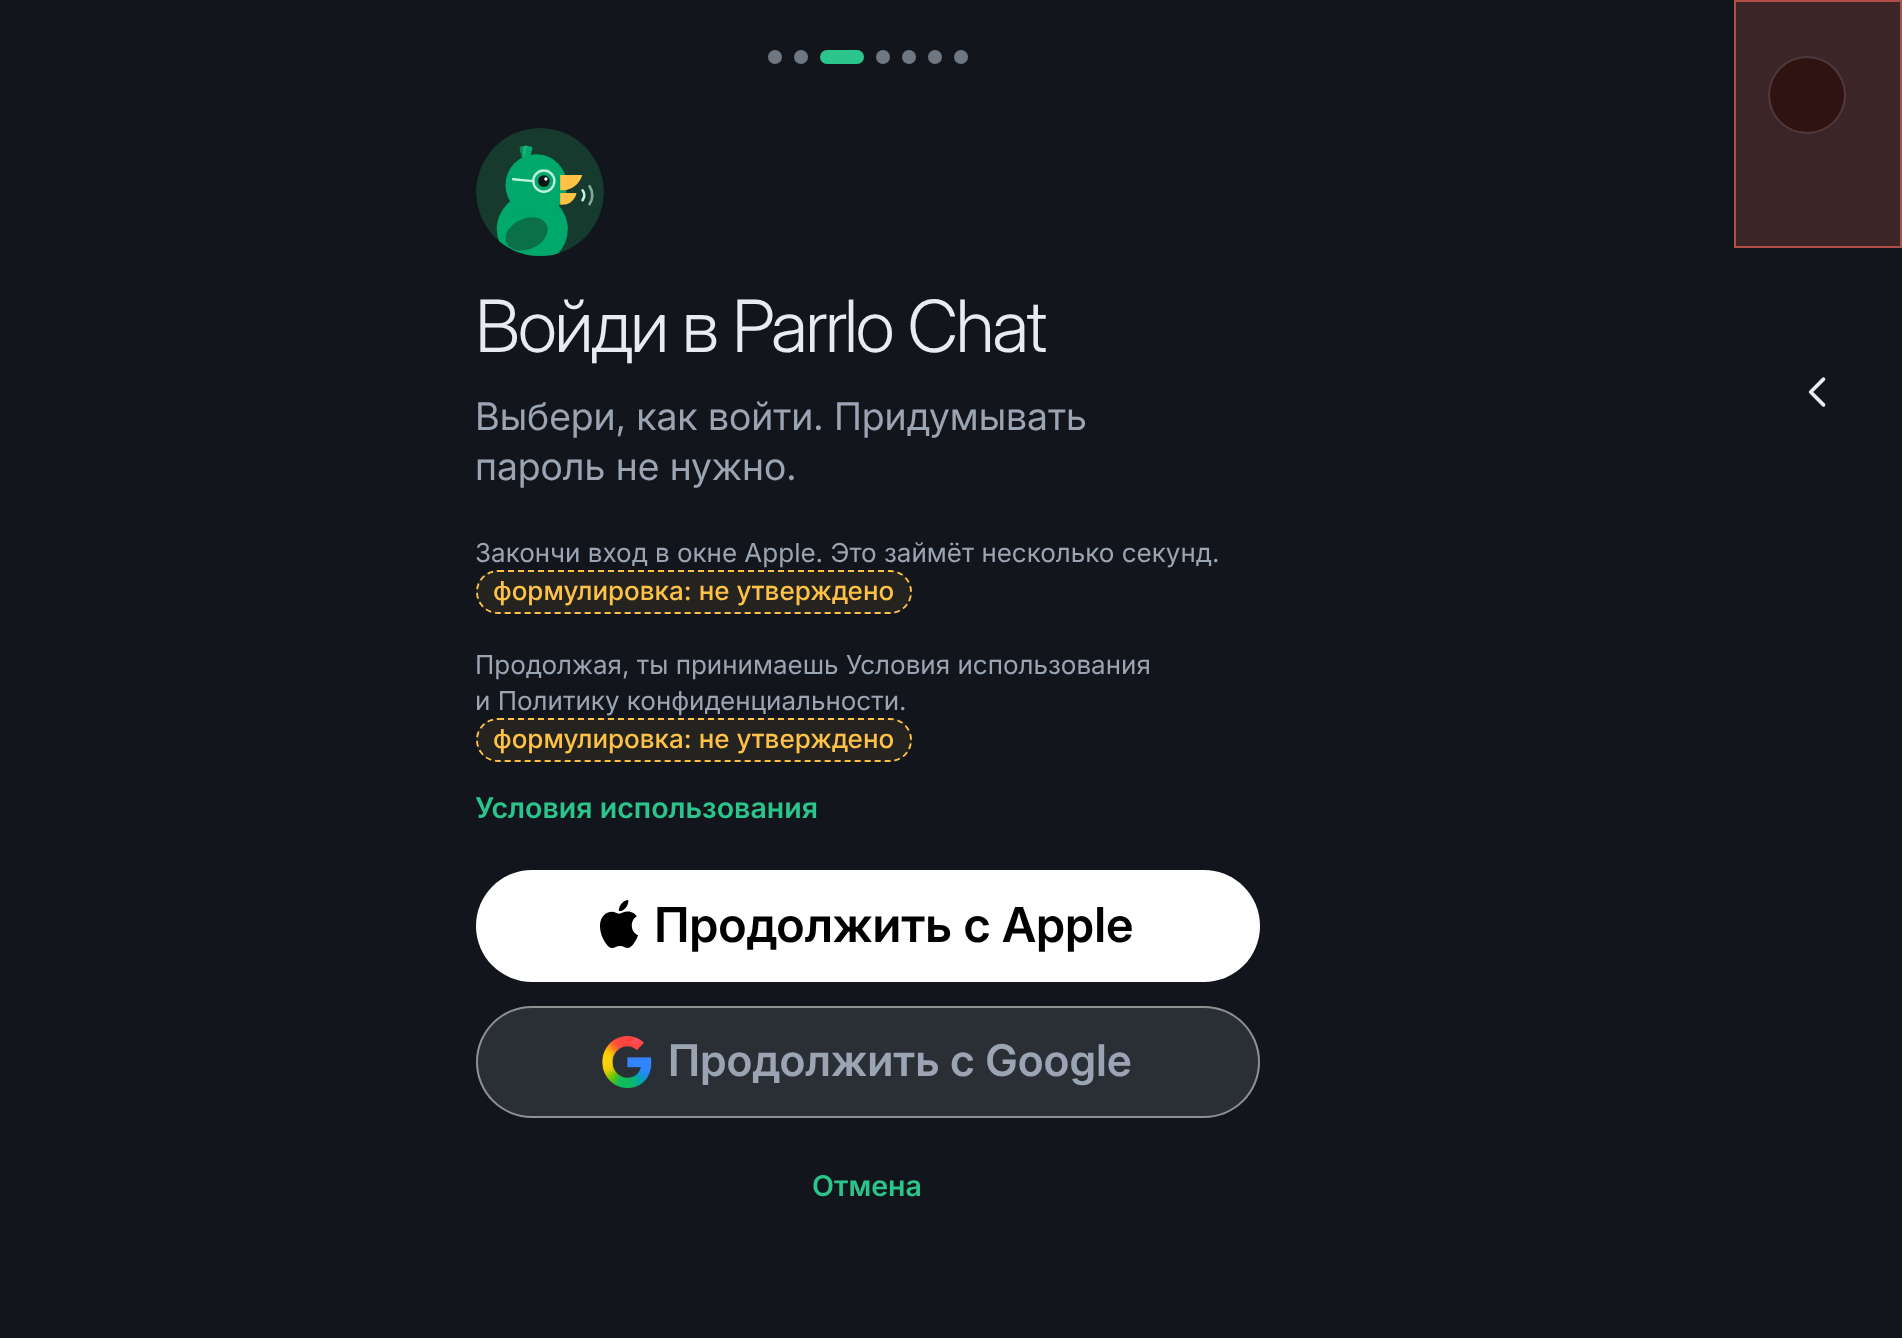 Войди в Parrlo Chat
Выбери, как войти. Придумывать
пароль не нужно.
Закончи вход в окне Apple. Это займёт несколько секунд.
формулировка: не утверждено
Продолжая, ты принимаешь Условия использования
и Политику конфиденциальности.
формулировка: не утверждено
Условия использования
Продолжить с Apple
Продолжить с Google
Отмена